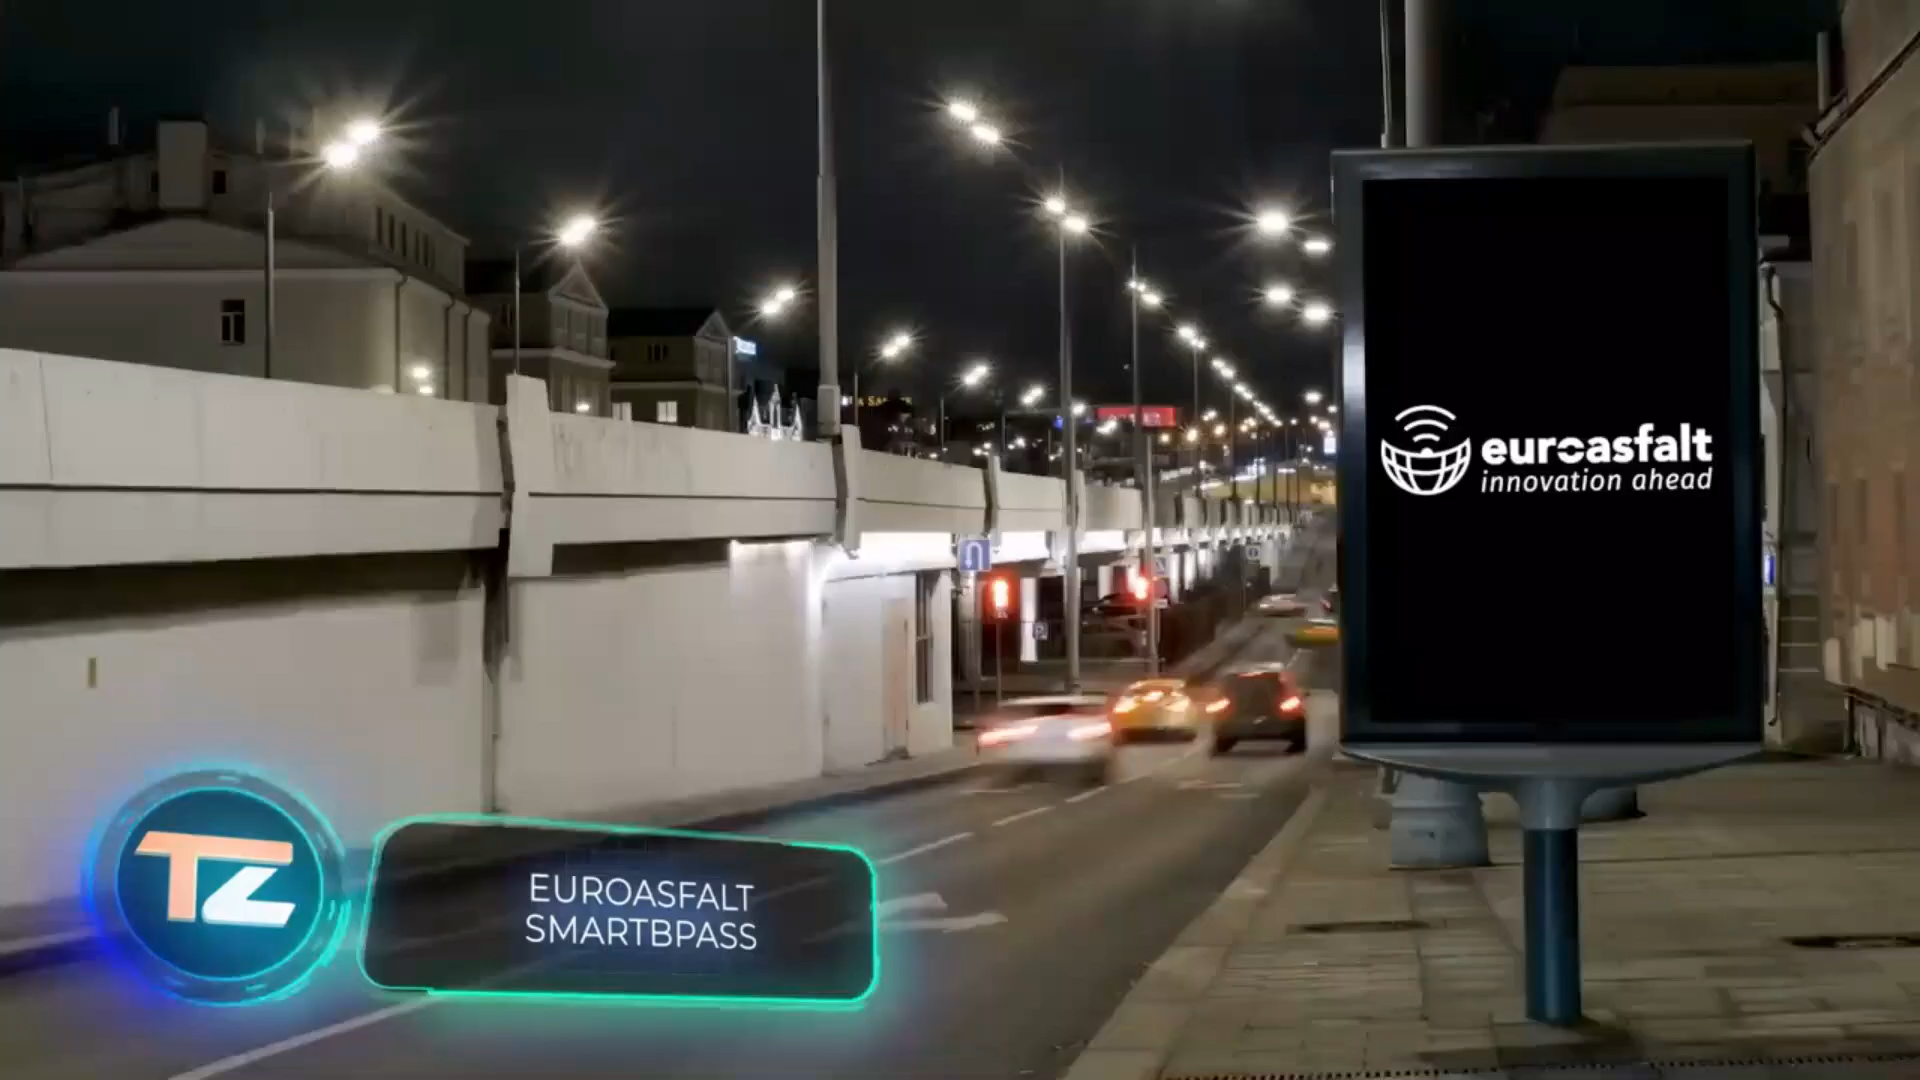 euroasfalt
innovation ahead
TZ
EUROASFALT
SMARTBPASS